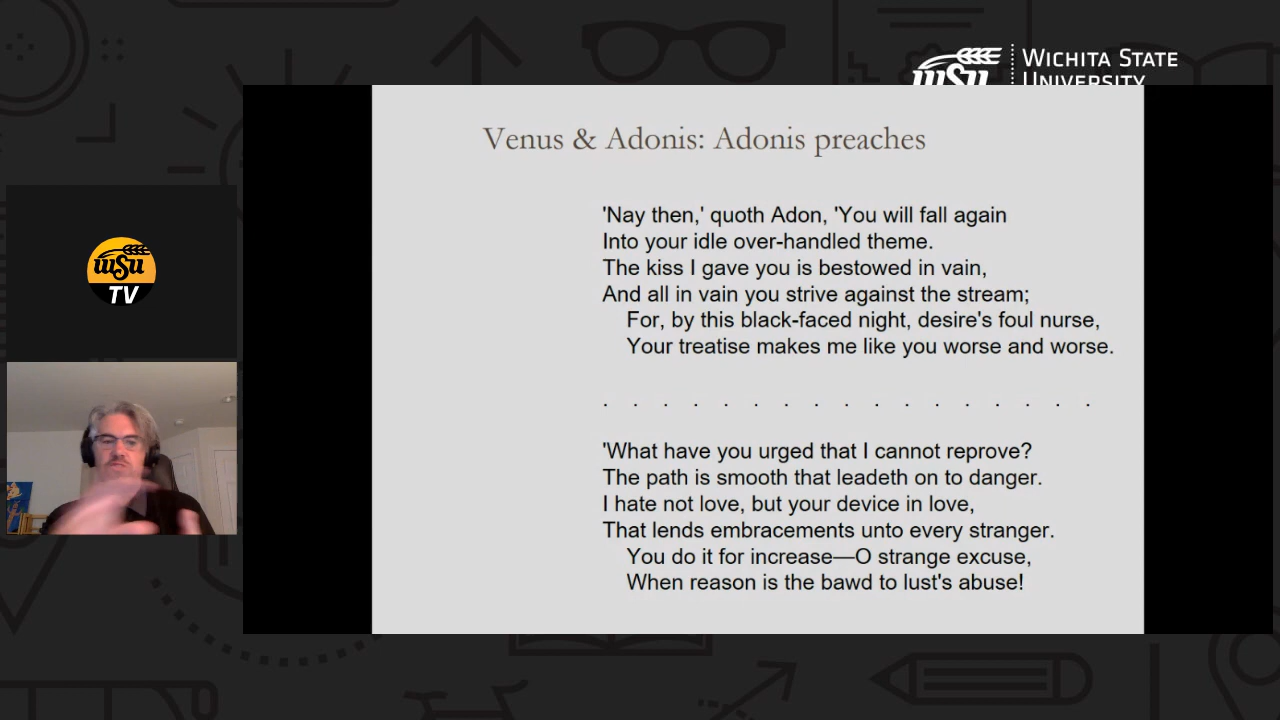 WSU
WICHITA STATE
UNIVERSITY
Venus & Adonis: Adonis preaches
'Nay then,' quoth Adon, 'You will fall again
Into your idle over-handled theme.
The kiss I gave you is bestowed in vain,
And all in vain you strive against the stream;
For, by this black-faced night, desire's foul nurse,
Your treatise makes me like you worse and worse.
. . . . . . . . . . . . . . . . .
'What have you urged that I cannot reprove?
The path is smooth that leadeth on to danger.
I hate not love, but your device in love,
That lends embracements unto every stranger.
You do it for increase—O strange excuse,
When reason is the bawd to lust's abuse!
WSU
TV